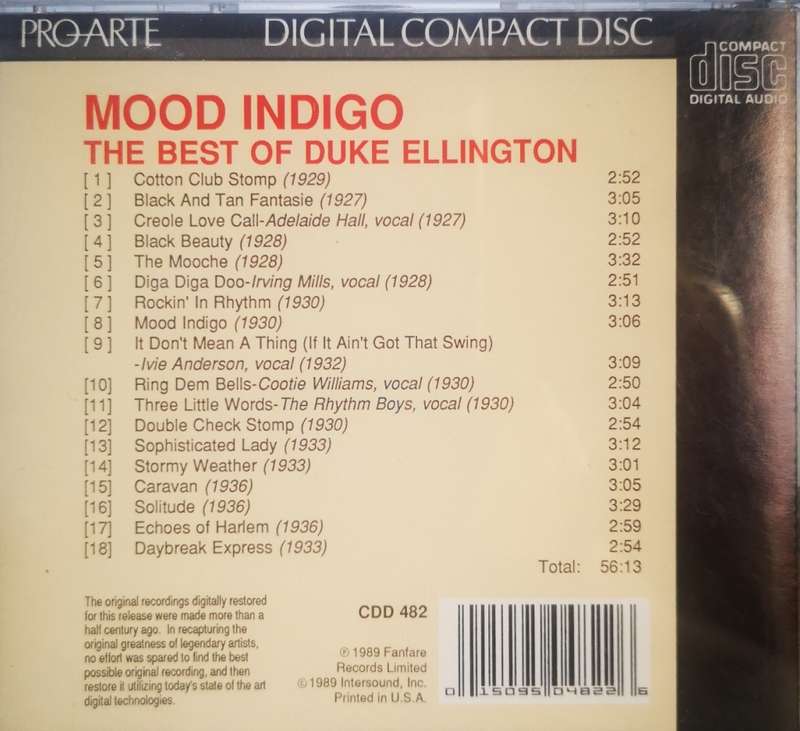 PRO ARTE DIGITAL COMPACT DISC
COMPACT
disc
DIGITAL AUDIO
MOOD INDIGO
THE BEST OF DUKE ELLINGTON
[ 1 ] Cotton Club Stomp (1929) 2:52
[ 2 ] Black And Tan Fantasie (1927) 3:05
[ 3 ] Creole Love Call-Adelaide Hall, vocal (1927) 3:10
[ 4 ] Black Beauty (1928) 2:52
[ 5 ] The Mooche (1928) 3:32
[ 6 ] Diga Diga Doo-Irving Mills, vocal (1928) 2:51
[ 7 ] Rockin' In Rhythm (1930) 3:13
[ 8 ] Mood Indigo (1930) 3:06
[ 9 ] It Don't Mean A Thing (If It Ain't Got That Swing)
-Ivie Anderson, vocal (1932) 3:09
[10] Ring Dem Bells-Cootie Williams, vocal (1930) 2:50
[11] Three Little Words-The Rhythm Boys, vocal (1930) 3:04
[12] Double Check Stomp (1930) 2:54
[13] Sophisticated Lady (1933) 3:12
[14] Stormy Weather (1933) 3:01
[15] Caravan (1936) 3:05
[16] Solitude (1936) 3:29
[17] Echoes of Harlem (1936) 2:59
[18] Daybreak Express (1933) 2:54
Total: 56:13
The original recordings digitally restored
for this release were made more than a
half century ago. In recapturing the
original greatness of legendary artists,
no effort was spared to find the best
possible original recording, and then
restore it utilizing today's state of the art
digital technologies.
CDD 482
℗ 1989 Fanfare
Records Limited
© 1989 Intersound, Inc.
Printed in U.S.A.
0 15095 04822 6